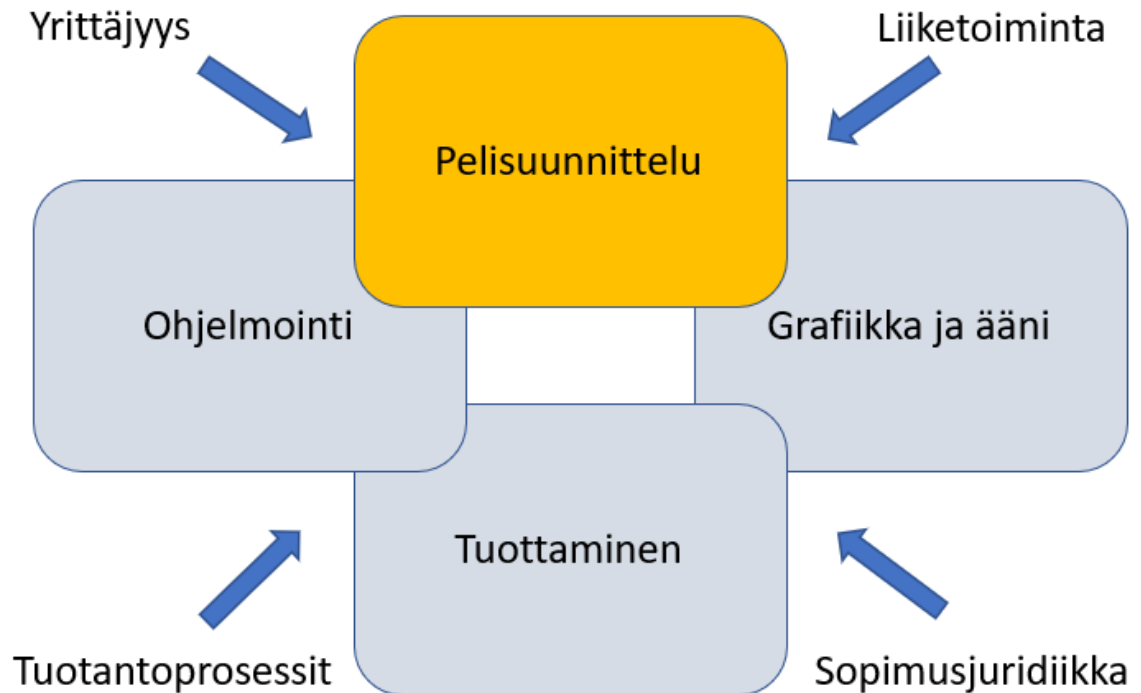 Yrittäjyys
Liiketoiminta
Pelisuunnittelu
Ohjelmointi
Grafiikka ja ääni
Tuottaminen
Tuotantoprosessit
Sopimusjuridiikka